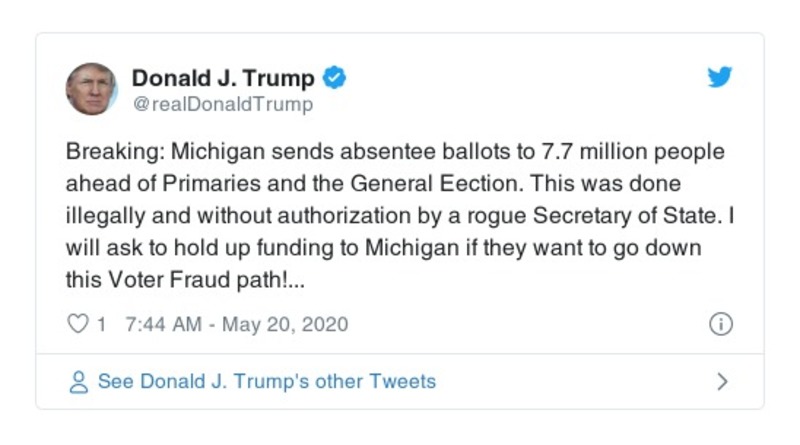 Donald J. Trump
@realDonaldTrump
Breaking: Michigan sends absentee ballots to 7.7 million people
ahead of Primaries and the General Eection. This was done
illegally and without authorization by a rogue Secretary of State. I
will ask to hold up funding to Michigan if they want to go down
this Voter Fraud path!...
1 7:44 AM - May 20, 2020
See Donald J. Trump's other Tweets